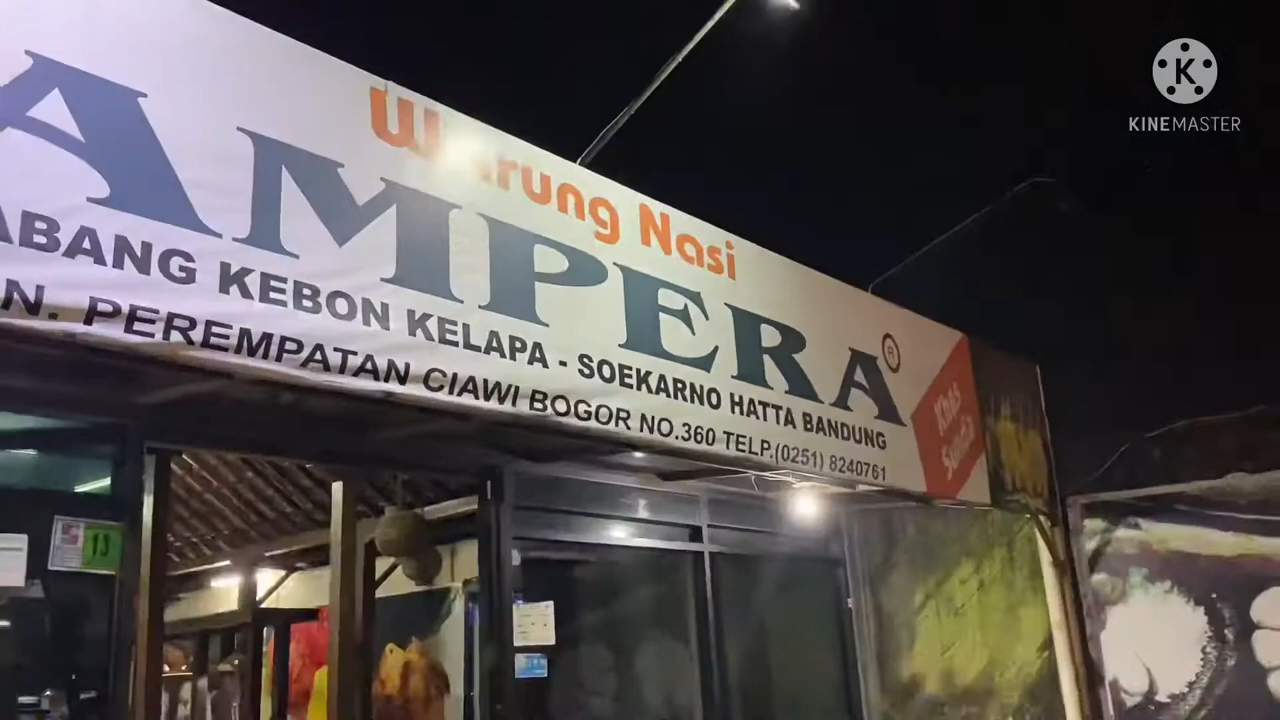 Warung Nasi
AMPERA ®
ABANG KEBON KELAPA - SOEKARNO HATTA BANDUNG
N. PEREMPATAN CIAWI BOGOR NO.360 TELP.(0251) 8240761
Khas
Sunda
13
K
KINEMASTER